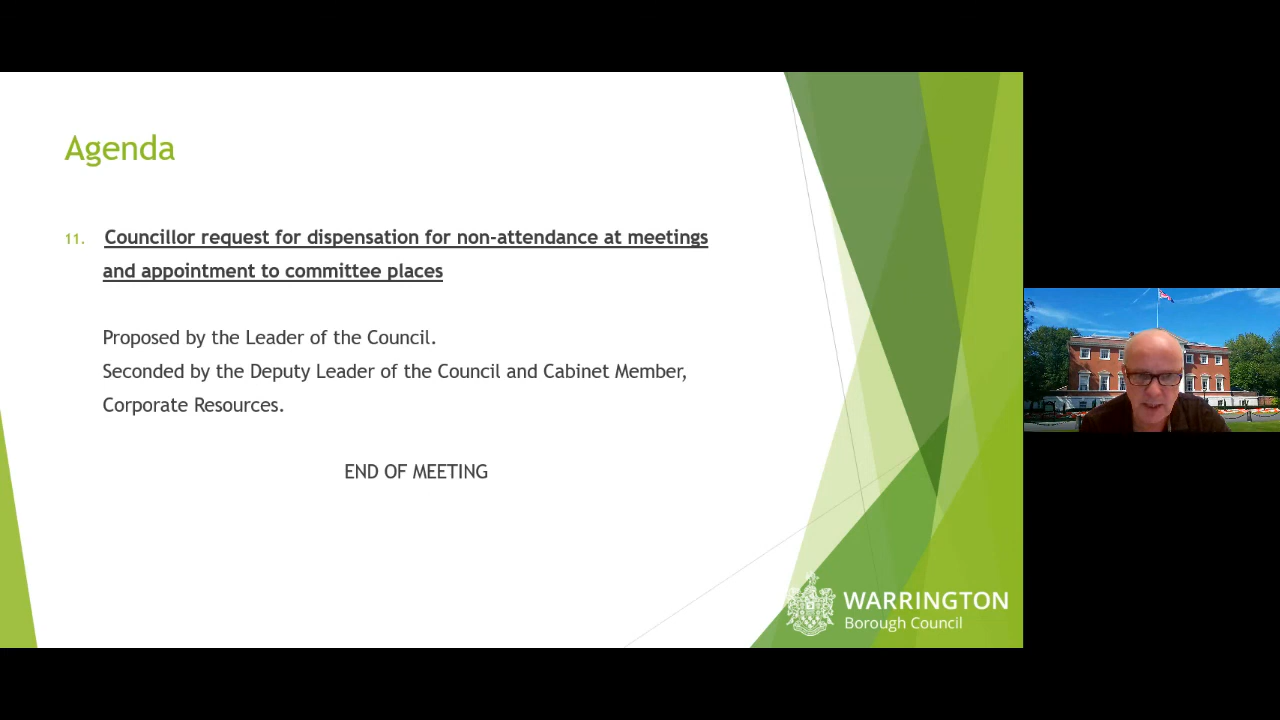 Agenda
11. Councillor request for dispensation for non-attendance at meetings
and appointment to committee places
Proposed by the Leader of the Council.
Seconded by the Deputy Leader of the Council and Cabinet Member,
Corporate Resources.
END OF MEETING
WARRINGTON
Borough Council